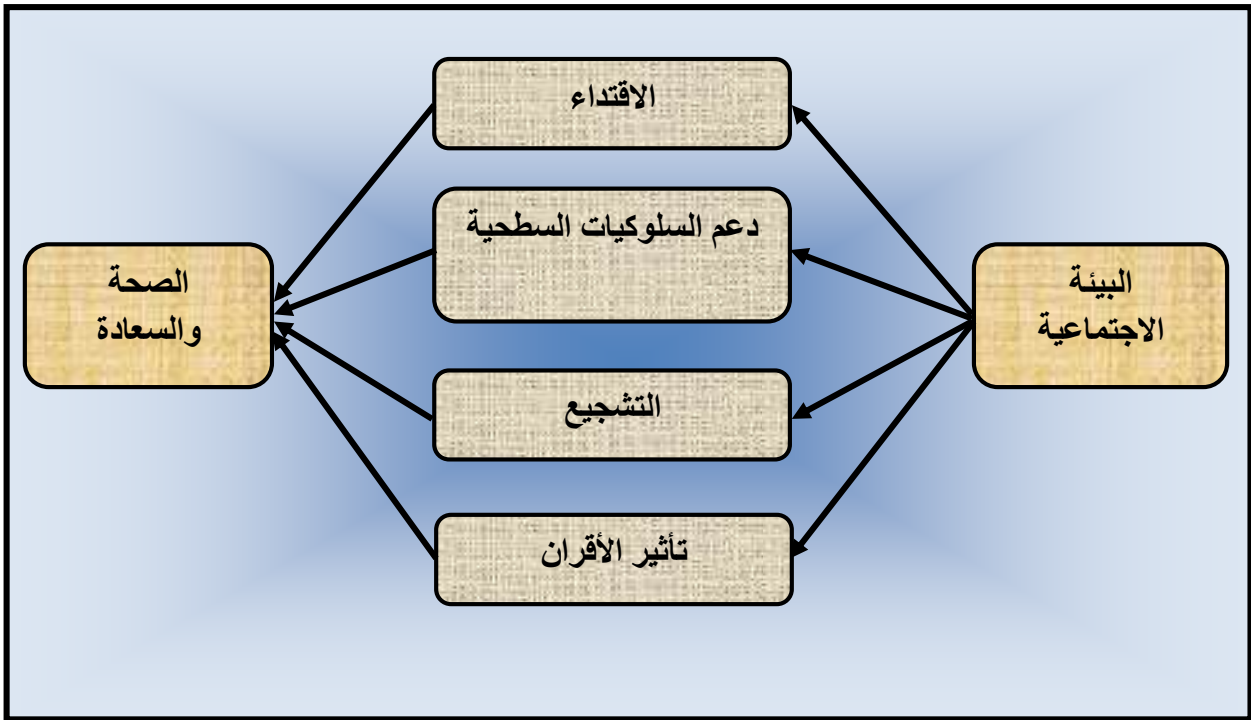 الاقتداء
دعم السلوكيات السطحية
البيئة
الاجتماعية
الصحة
والسعادة
التشجيع
تأثير الأقران